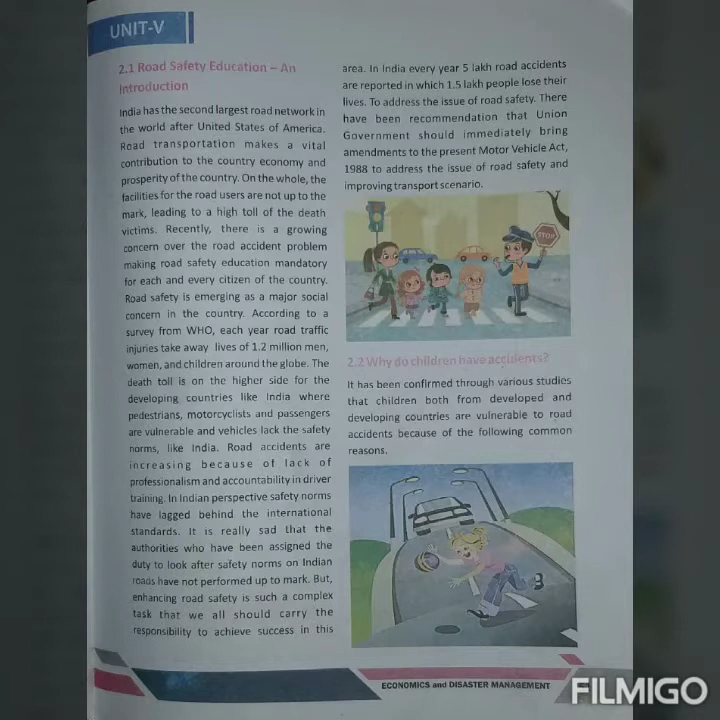 UNIT-V
2.1 Road Safety Education – An
Introduction
India has the second largest road network in
the world after United States of America.
Road transportation makes a vital
contribution to the country economy and
prosperity of the country. On the whole, the
facilities for the road users are not up to the
mark, leading to a high toll of the death
victims. Recently, there is a growing
concern over the road accident problem
making road safety education mandatory
for each and every citizen of the country.
Road safety is emerging as a major social
concern in the country. According to a
survey from WHO, each year road traffic
injuries take away lives of 1.2 million men,
women, and children around the globe. The
death toll is on the higher side for the
developing countries like India where
pedestrians, motorcyclists and passengers
are vulnerable and vehicles lack the safety
norms, like India. Road accidents are
increasing because of lack of
professionalism and accountability in driver
training. In Indian perspective safety norms
have lagged behind the international
standards. It is really sad that the
authorities who have been assigned the
duty to look after safety norms on Indian
roads have not performed up to mark. But,
enhancing road safety is such a complex
task that we all should carry the
responsibility to achieve success in this
area. In India every year 5 lakh road accidents
are reported in which 1.5 lakh people lose their
lives. To address the issue of road safety. There
have been recommendation that Union
Government should immediately bring
amendments to the present Motor Vehicle Act,
1988 to address the issue of road safety and
improving transport scenario.
STOP
2.2 Why do children have accidents?
It has been confirmed through various studies
that children both from developed and
developing countries are vulnerable to road
accidents because of the following common
reasons.
ECONOMICS and DISASTER MANAGEMENT
FILMIGO